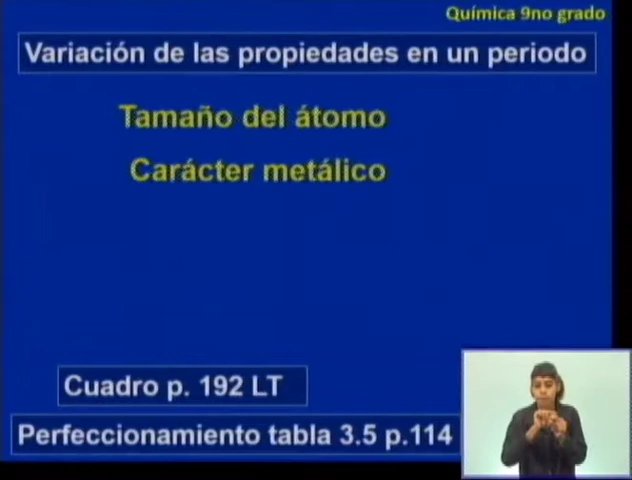 Química 9no grado
Variación de las propiedades en un periodo
Tamaño del átomo
Carácter metálico
Cuadro p. 192 LT
Perfeccionamiento tabla 3.5 p.114